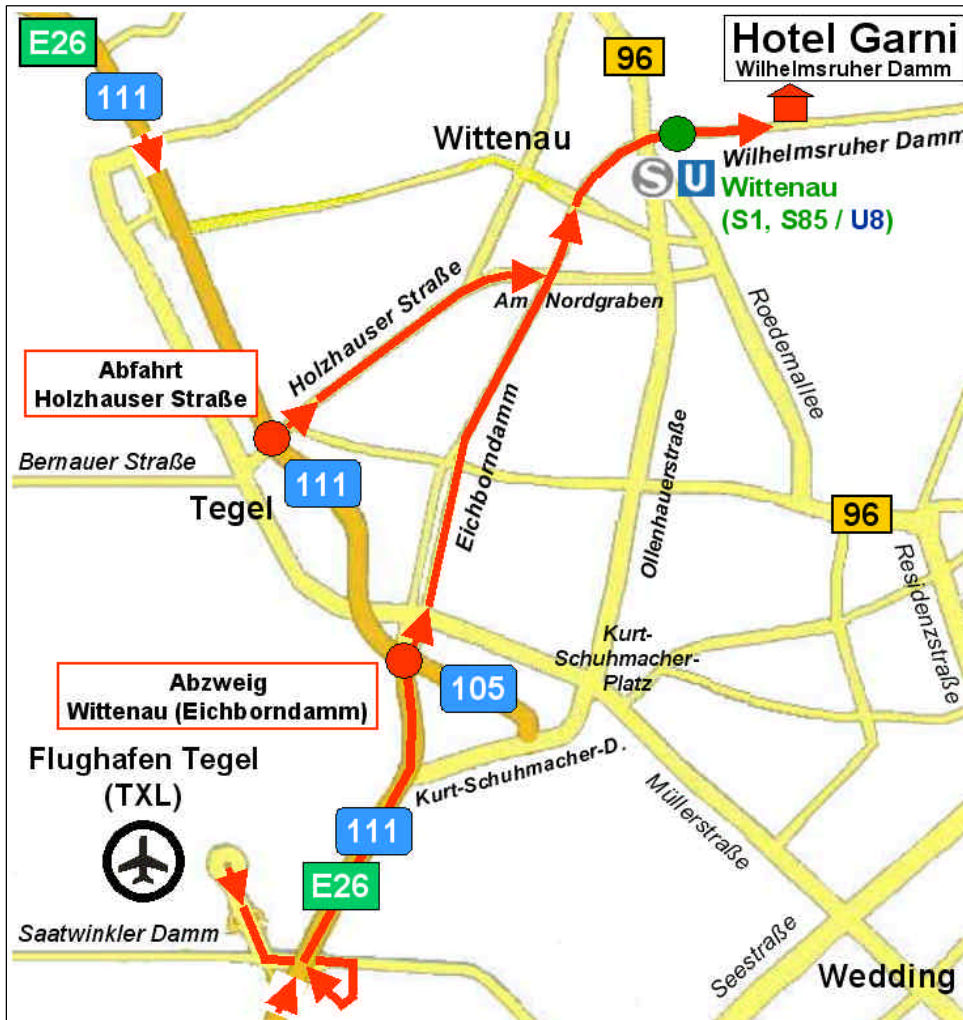 E26
111
96
Hotel Garni
Wilhelmsruher Damm
Wittenau
Wilhelmsruher Damm
S
U
Wittenau
(S1, S85 / U8)
Holzhauser Straße
Am Nordgraben
Roedernallee
Abfahrt
Holzhauser Straße
Bernauer Straße
111
Tegel
Eichborndamm
Ollenhauerstraße
96
Residenzstraße
Kurt-
Schuhmacher-
Platz
Abzweig
Wittenau (Eichborndamm)
105
Flughafen Tegel
(TXL)
Kurt-Schuhmacher-D.
111
Müllerstraße
E26
Saatwinkler Damm
Seestraße
Wedding